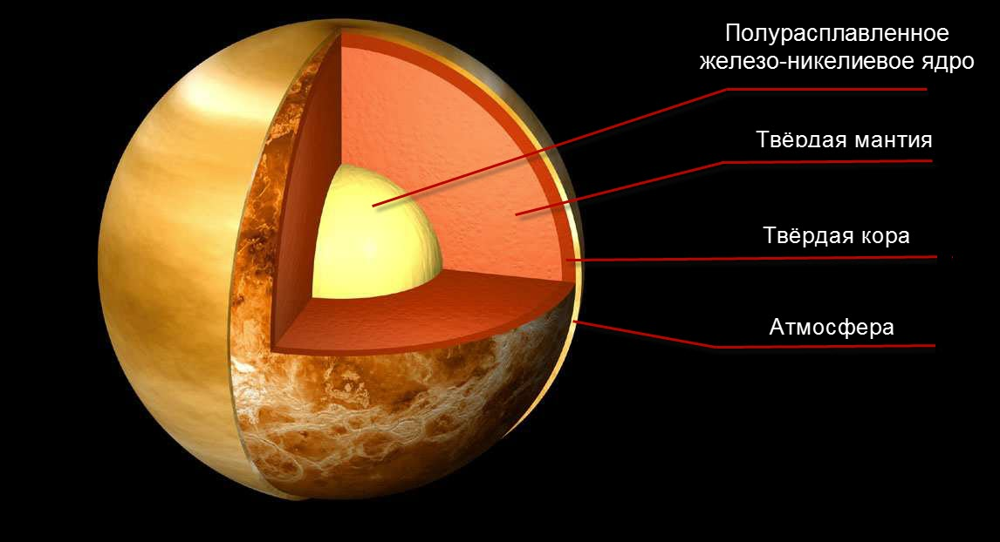 Полурасплавленное
железо-никелиевое ядро
Твёрдая мантия
Твёрдая кора
Атмосфера